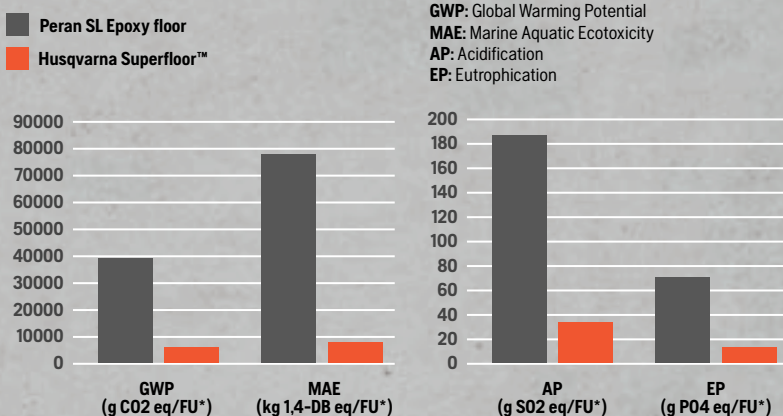 Peran SL Epoxy floor
Husqvarna Superfloor™
GWP: Global Warming Potential
MAE: Marine Aquatic Ecotoxicity
AP: Acidification
EP: Eutrophication
90000
80000
70000
60000
50000
40000
30000
20000
10000
0
GWP
(g CO2 eq/FU*)
MAE
(kg 1,4-DB eq/FU*)
200
180
160
140
120
100
80
60
40
20
0
AP
(g SO2 eq/FU*)
EP
(g PO4 eq/FU*)